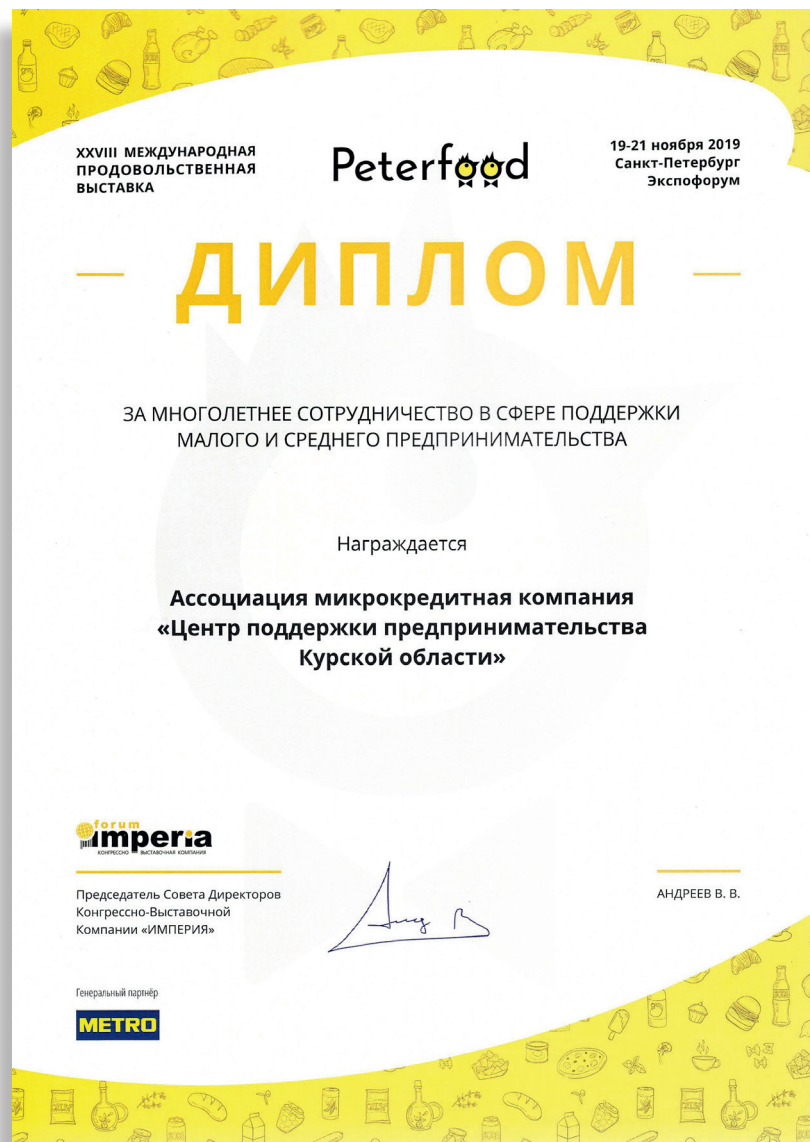 XXVIII МЕЖДУНАРОДНАЯ
ПРОДОВОЛЬСТВЕННАЯ
ВЫСТАВКА
Peterfood
19-21 ноября 2019
Санкт-Петербург
Экспофорум
ДИПЛОМ
ЗА МНОГОЛЕТНЕЕ СОТРУДНИЧЕСТВО В СФЕРЕ ПОДДЕРЖКИ
МАЛОГО И СРЕДНЕГО ПРЕДПРИНИМАТЕЛЬСТВА
Награждается
Ассоциация микрокредитная компания
«Центр поддержки предпринимательства
Курской области»
forum
imperia
КОНГРЕССНО ВЫСТАВОЧНАЯ КОМПАНИЯ
Председатель Совета Директоров
Конгрессно-Выставочной
Компании «ИМПЕРИЯ»
АНДРЕЕВ В. В.
Генеральный партнёр
METRO